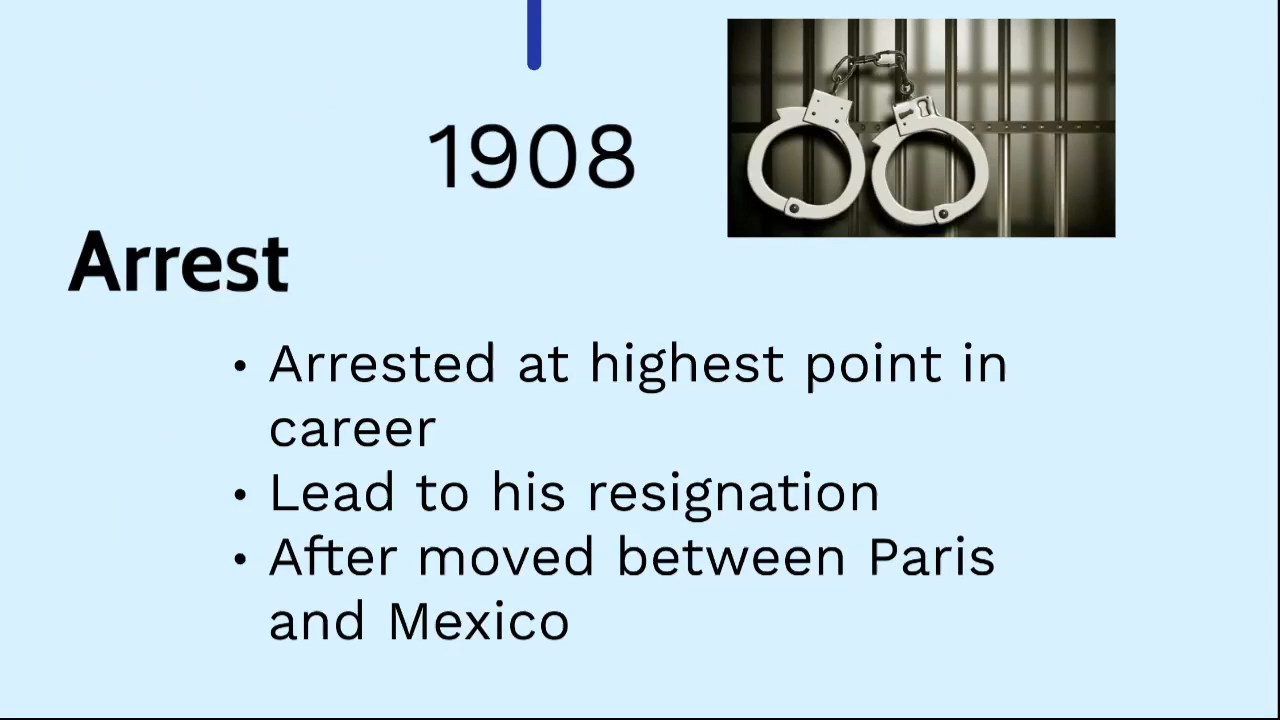 1908
Arrest
• Arrested at highest point in
career
• Lead to his resignation
• After moved between Paris
and Mexico